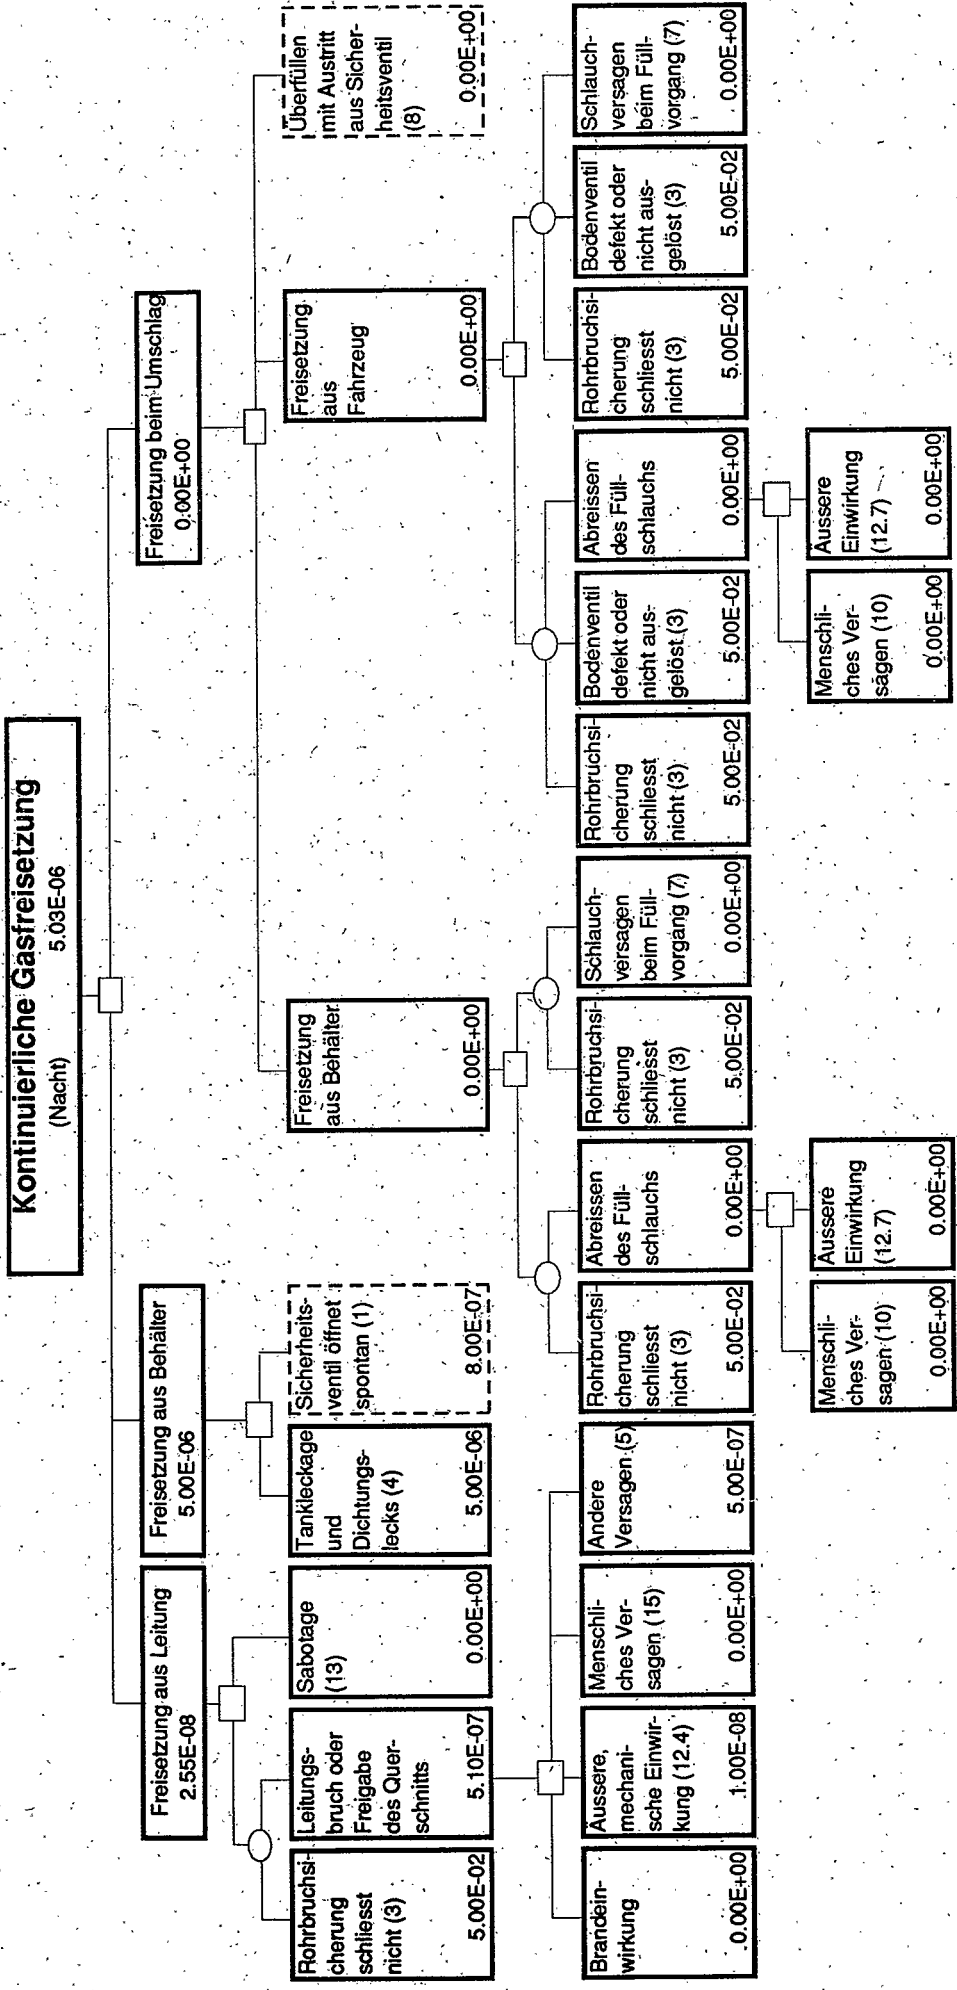 Kontinuierliche Gasfreisetzung
(Nacht) 5.03E-06
Freisetzung aus Leitung
2.55E-08
Freisetzung aus Behälter
5.00E-06
Freisetzung beim Umschlag
0.00E+00
Rohrbruchsi-
cherung
schliesst
nicht (3)
5.00E-02
Leitungs-
bruch oder
Freigabe
des Quer-
schnitts
5.10E-07
Sabotage
(13)
0.00E+00
Tankleckage
und
Dichtungs-
lecks (4)
5.00E-06
Sicherheits-
ventil öffnet
spontan (1)
8.00E-07
Freisetzung
aus Behälter
0.00E+00
Freisetzung
aus
Fahrzeug
0.00E+00
Überfüllen
mit Austritt
aus Sicher-
heitsventil
(8)
0.00E+00
Brandein-
wirkung
0.00E+00
Äussere,
mechani-
sche Einwir-
kung (12.4)
1.00E-08
Menschli-
ches Ver-
sagen (15)
0.00E+00
Andere
Versagen (5)
5.00E-07
Rohrbruchsi-
cherung
schliesst
nicht (3)
5.00E-02
Abreissen
des Füll-
schlauchs
0.00E+00
Rohrbruchsi-
cherung
schliesst
nicht (3)
5.00E-02
Schlauch-
versagen
beim Füll-
vorgang (7)
0.00E+00
Rohrbruchsi-
cherung
schliesst
nicht (3)
5.00E-02
Bodenventil
defekt oder
nicht aus-
gelöst (3)
5.00E-02
Abreissen
des Füll-
schlauchs
0.00E+00
Rohrbruchsi-
cherung
schliesst
nicht (3)
5.00E-02
Bodenventil
defekt oder
nicht aus-
gelöst (3)
5.00E-02
Schlauch-
versagen
beim Füll-
vorgang (7)
0.00E+00
Menschli-
ches Ver-
sagen (10)
0.00E+00
Äussere
Einwirkung
(12.7)
0.00E+00
Menschli-
ches Ver-
sagen (10)
0.00E+00
Äussere
Einwirkung
(12.7)
0.00E+00